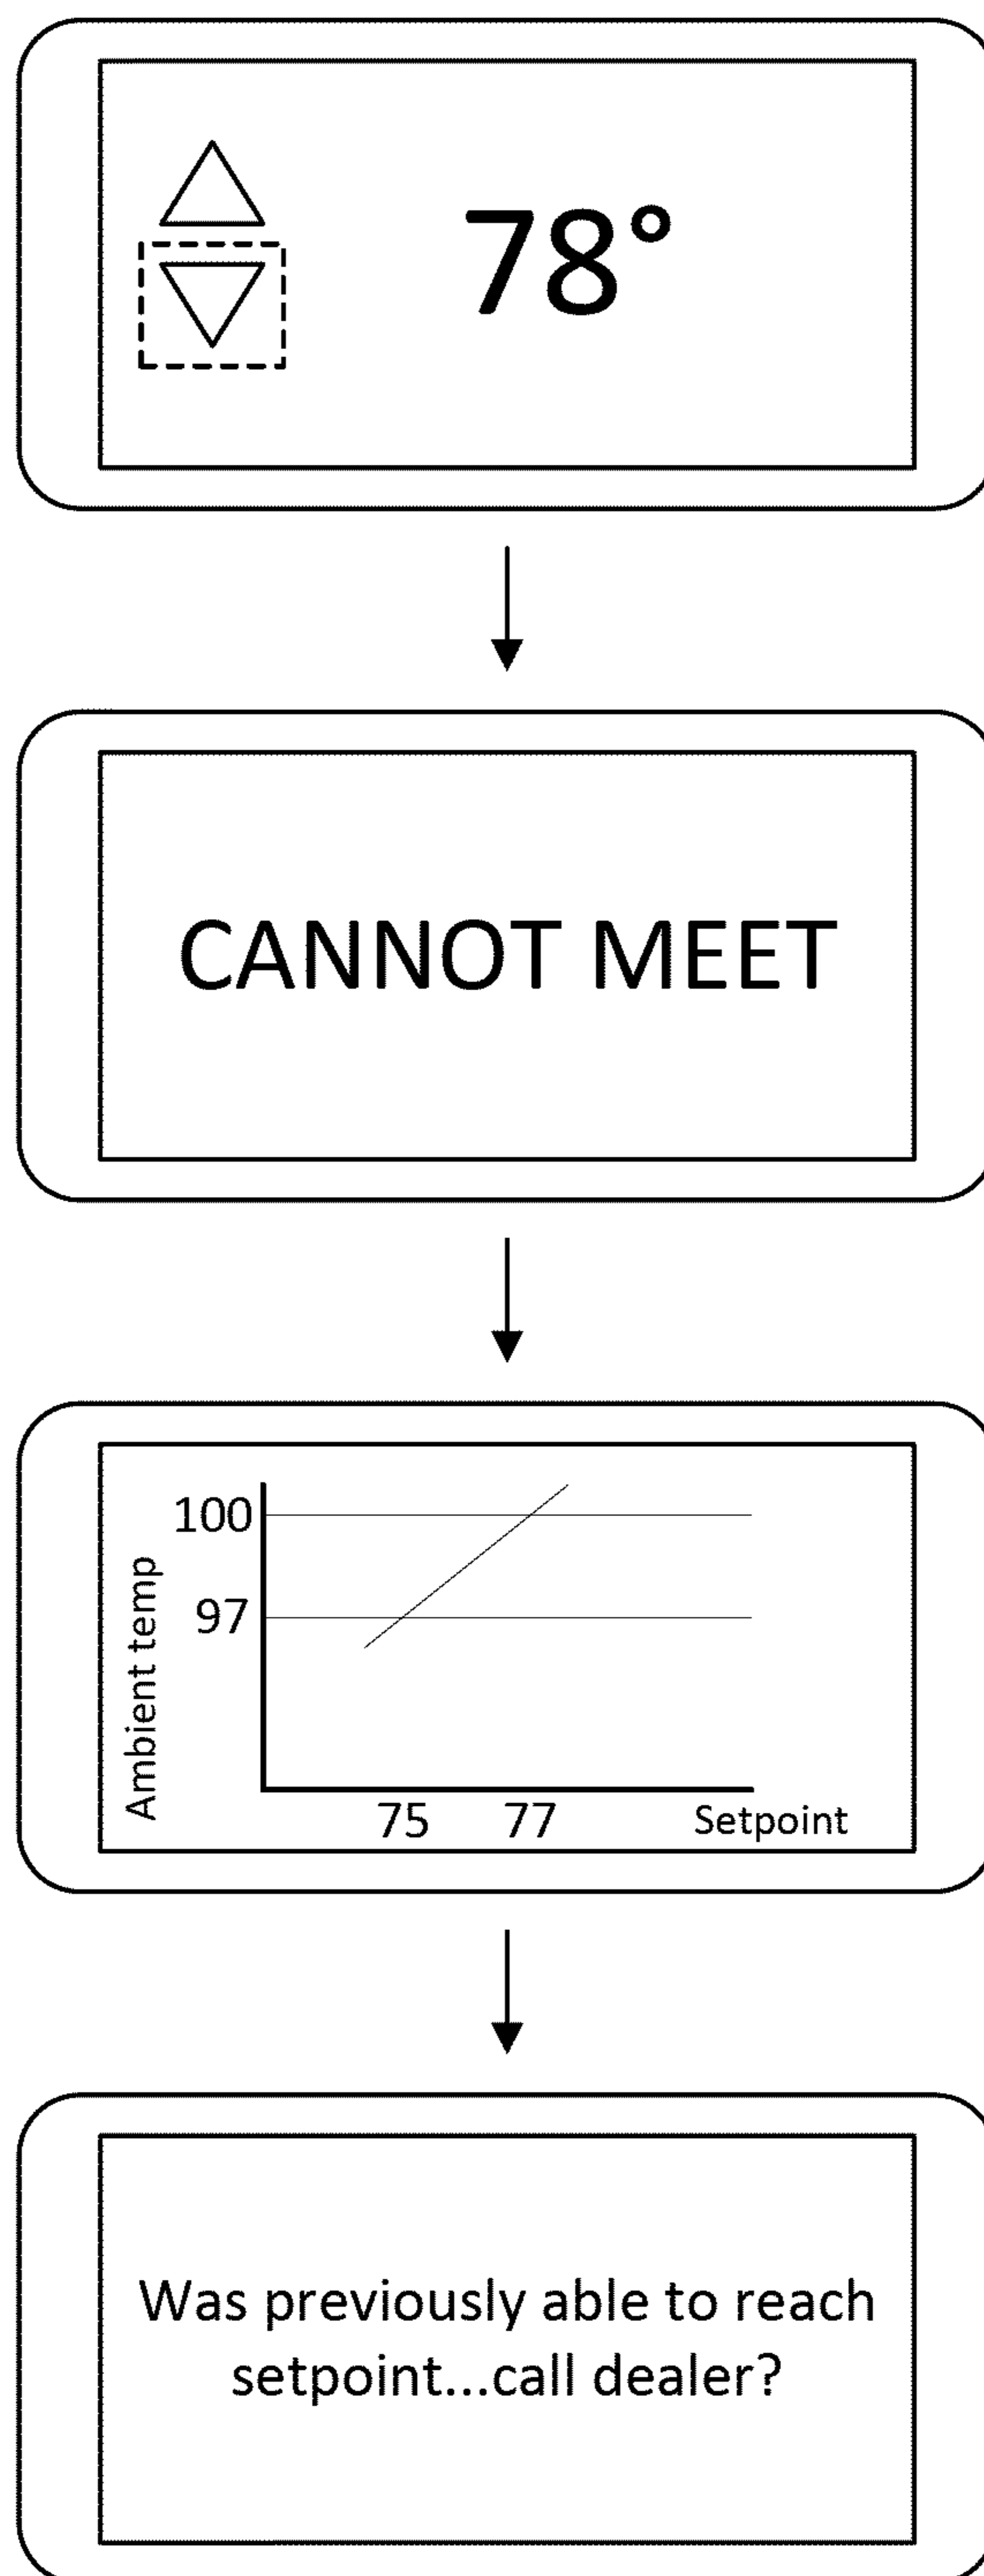 78°
CANNOT MEET
100
97
Ambient temp
75 77 Setpoint
Was previously able to reach
setpoint...call dealer?